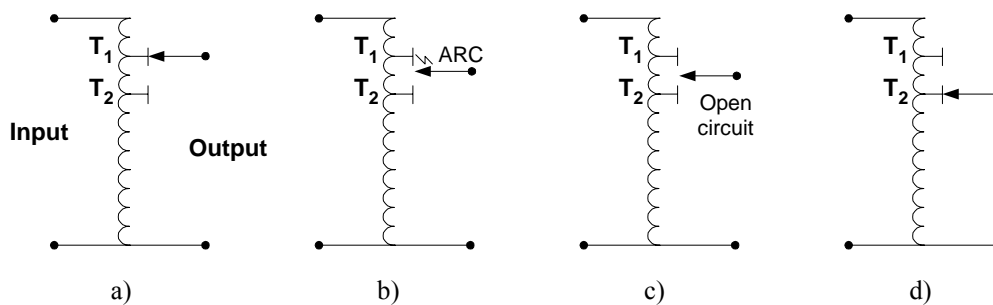 T1
T2
Input
Output
a)
T1
ARC
T2
b)
T1
T2
Open
circuit
c)
T1
T2
d)